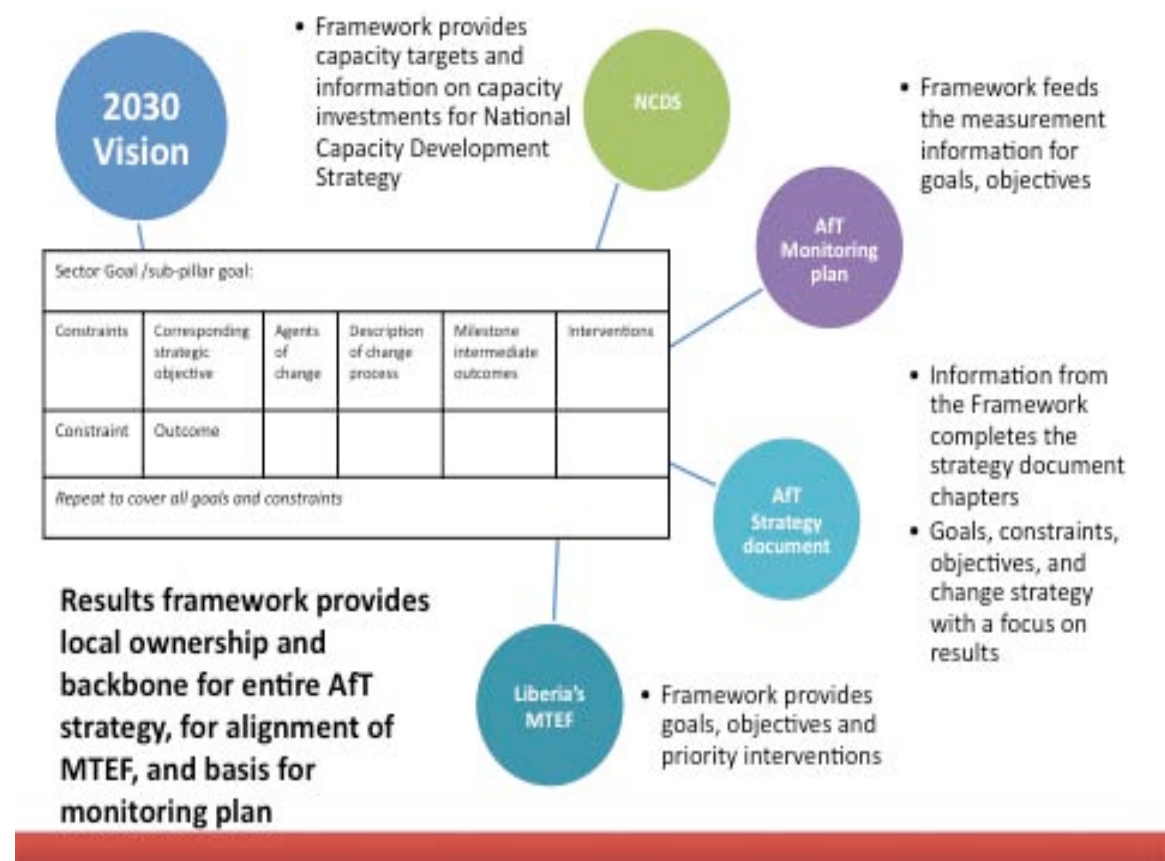 2030
Vision
• Framework provides
capacity targets and
information on capacity
investments for National
Capacity Development
Strategy
NCDS
• Framework feeds
the measurement
information for
goals, objectives
AfT
Monitoring
plan
Sector Goal /sub-pillar goal:
Constraints
Corresponding
strategic
objective
Agents
of
change
Description
of change
process
Milestone
intermediate
outcomes
Interventions
Constraint
Outcome
Repeat to cover all goals and constraints
• Information from
the Framework
completes the
strategy document
chapters
• Goals, constraints,
objectives, and
change strategy
with a focus on
results
AfT
Strategy
document
Results framework provides
local ownership and
backbone for entire AfT
strategy, for alignment of
MTEF, and basis for
monitoring plan
Liberia's
MTEF
• Framework provides
goals, objectives and
priority interventions